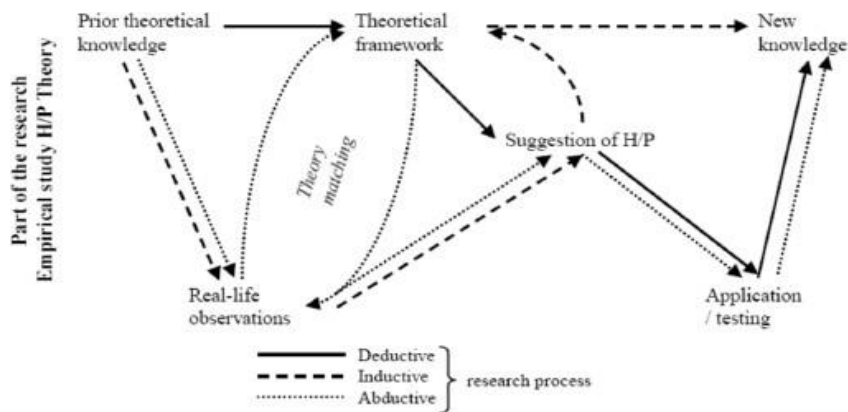 Prior theoretical
knowledge
Theoretical
framework
New
knowledge
Part of the research
Empirical study H/P Theory
Theory
matching
Suggestion of H/P
Real-life
observations
Application
/ testing
Deductive
Inductive
Abductive
research process